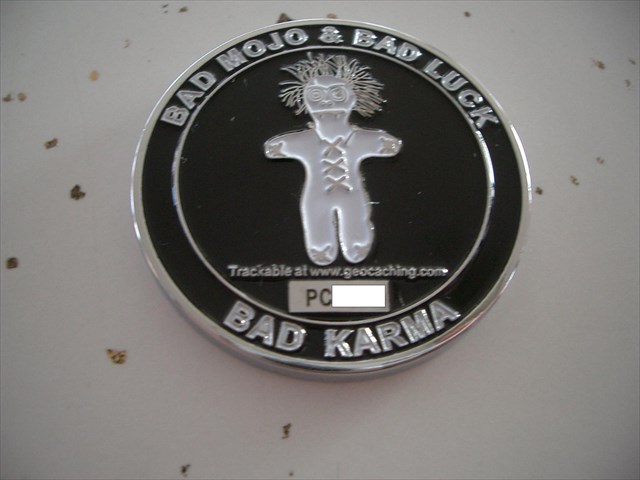 BAD MOJO & BAD LUCK
Trackable at www.geocaching.com
PC
BAD KARMA